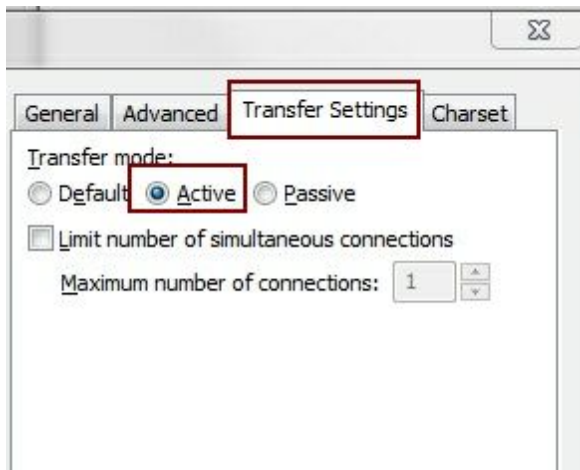 General Advanced Transfer Settings Charset
Transfer mode:
Default Active Passive
Limit number of simultaneous connections
Maximum number of connections: 1